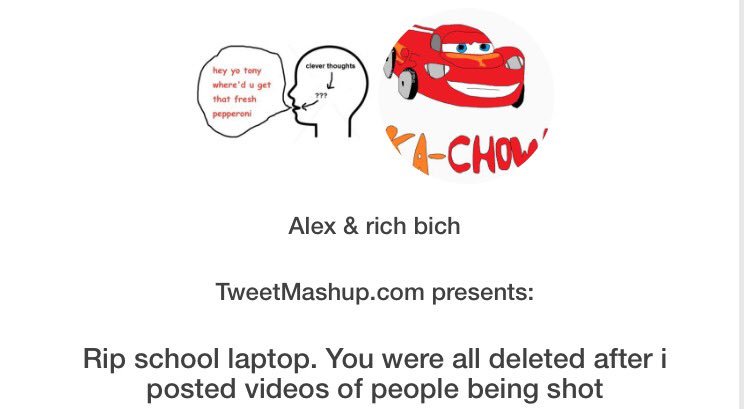 hey yo tony
where'd u get
that fresh
pepperoni
clever thoughts
???
KA-CHOW
Alex & rich bich
TweetMashup.com presents:
Rip school laptop. You were all deleted after i
posted videos of people being shot